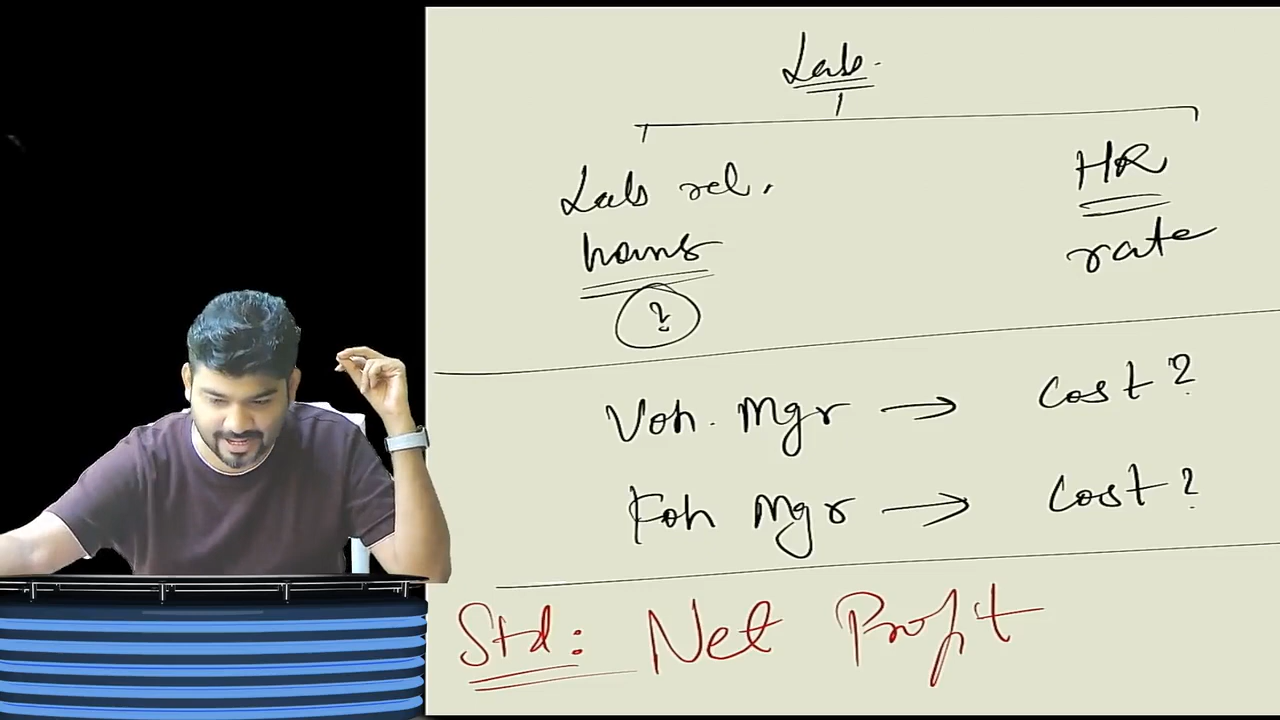 Lab.
Lab rel. HR
hours rate
?
Voh. Mgr → Cost?
Foh Mgr → Cost?
Std: Net Profit